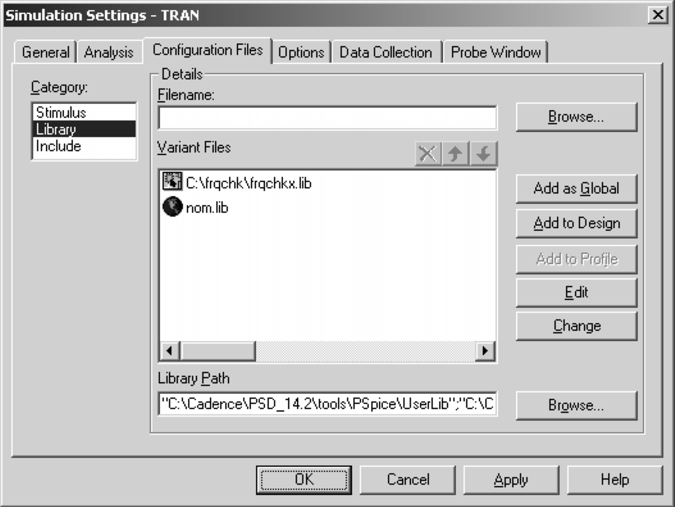 Simulation Settings - TRAN
General Analysis Configuration Files Options Data Collection Probe Window
Category:
Stimulus
Library
Include
Details
Filename:
Browse...
Variant Files
C:\frqchk\frqchkx.lib
nom.lib
Add as Global
Add to Design
Add to Profile
Edit
Change
Library Path
"C:\Cadence\PSD_14.2\tools\PSpice\UserLib";"C:\C
Browse...
OK Cancel Apply Help